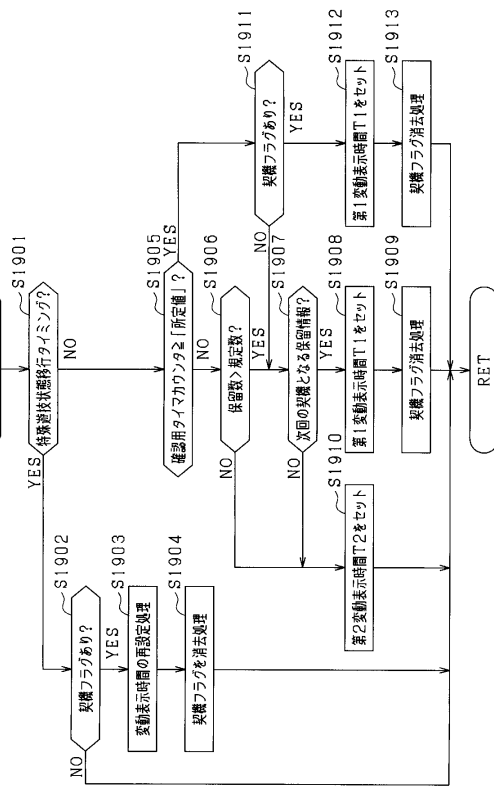 S1901
特殊遊技状態移行タイミング?
YES
NO
S1902
契機フラグあり?
NO
YES
S1903
変動表示時間の再設定処理
S1904
契機フラグを消去処理
S1905
確認用タイマカウンタ≧「所定値」?
YES
NO
S1906
保留数>規定数?
NO
YES
S1907
次回の契機となる保留情報?
NO
YES
S1908
第1変動表示時間T1をセット
S1909
契機フラグ消去処理
S1910
第2変動表示時間T2をセット
S1911
契機フラグあり?
NO
YES
S1912
第1変動表示時間T1をセット
S1913
契機フラグ消去処理
RET